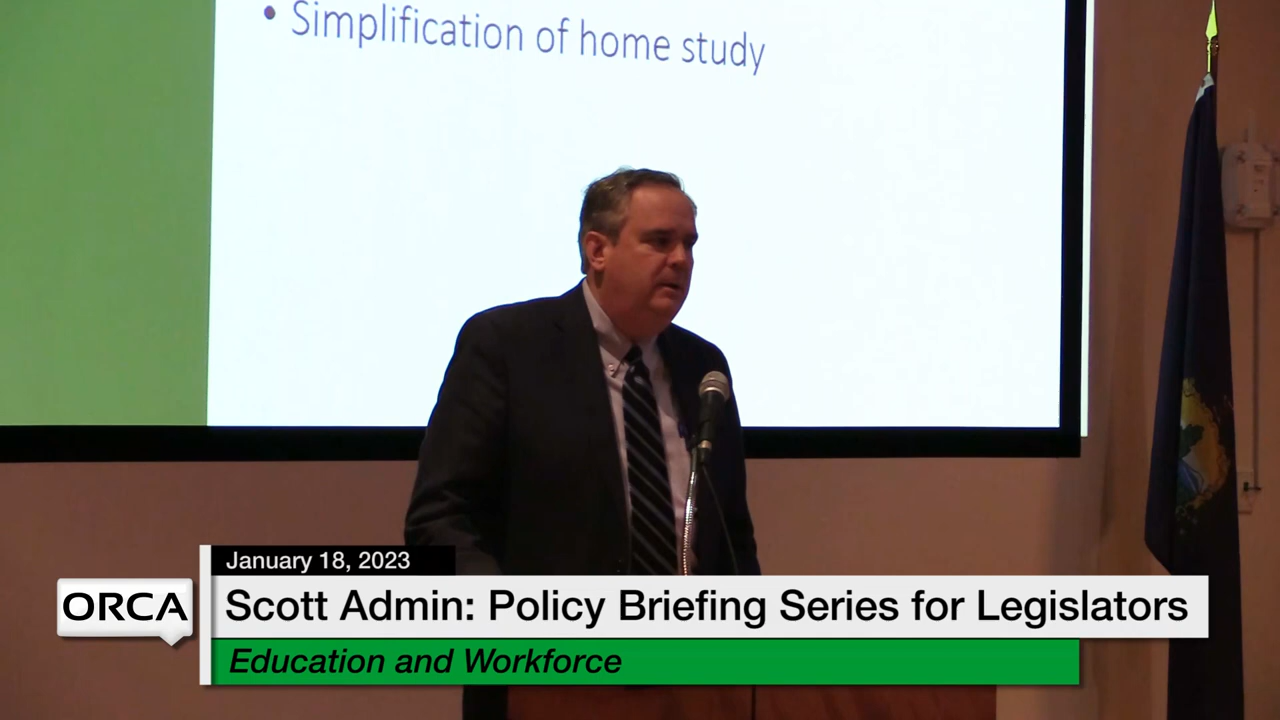 • Simplification of home study
January 18, 2023
ORCA
Scott Admin: Policy Briefing Series for Legislators
Education and Workforce